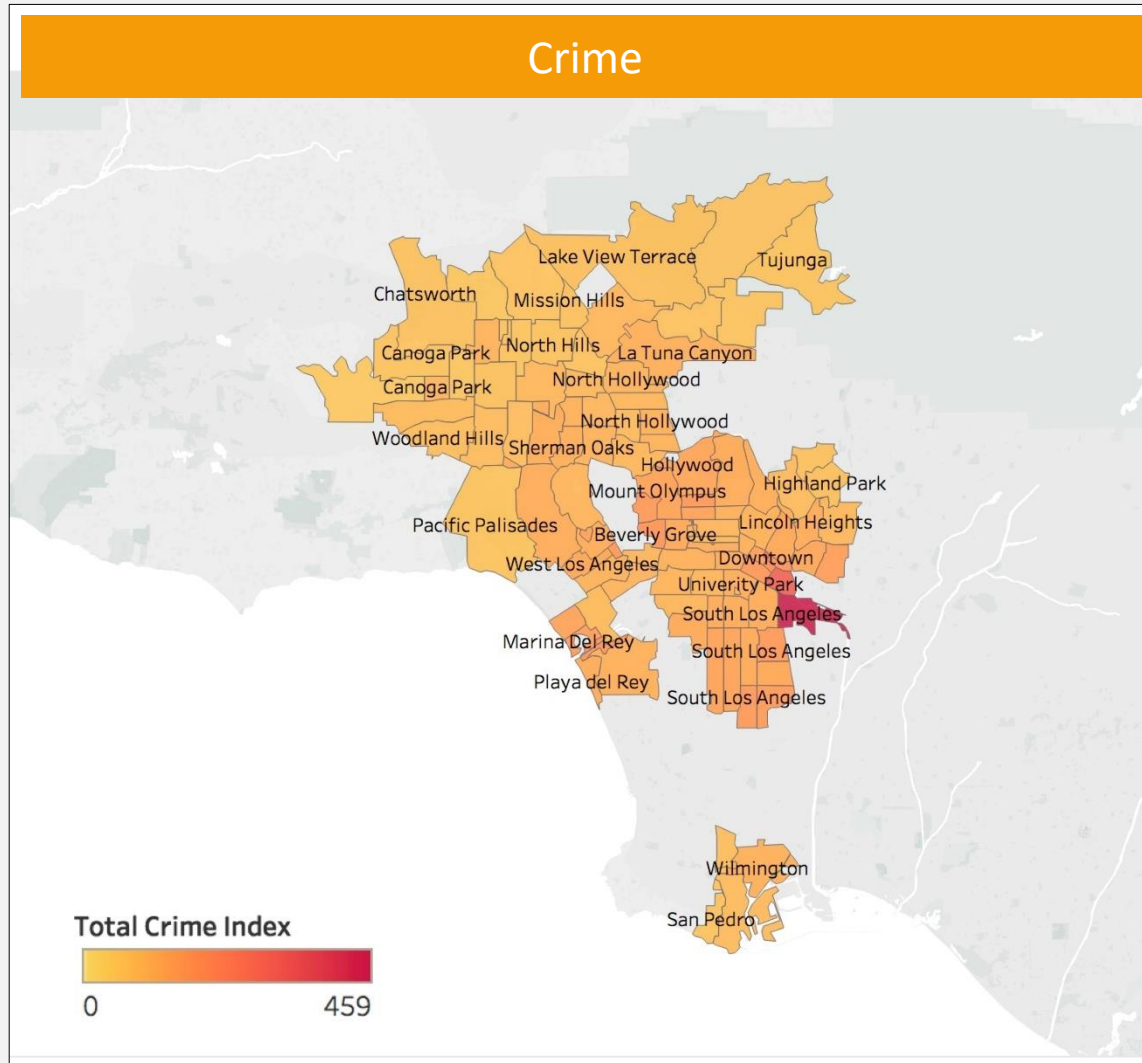 Crime
Lake View Terrace
Tujunga
Chatsworth
Mission Hills
Canoga Park
North Hills
La Tuna Canyon
Canoga Park
North Hollywood
North Hollywood
Woodland Hills
Sherman Oaks
Hollywood
Highland Park
Mount Olympus
Pacific Palisades
Beverly Grove
Lincoln Heights
West Los Angeles
Downtown
Univerity Park
South Los Angeles
Marina Del Rey
South Los Angeles
Playa del Rey
South Los Angeles
Wilmington
San Pedro
Total Crime Index
0 459